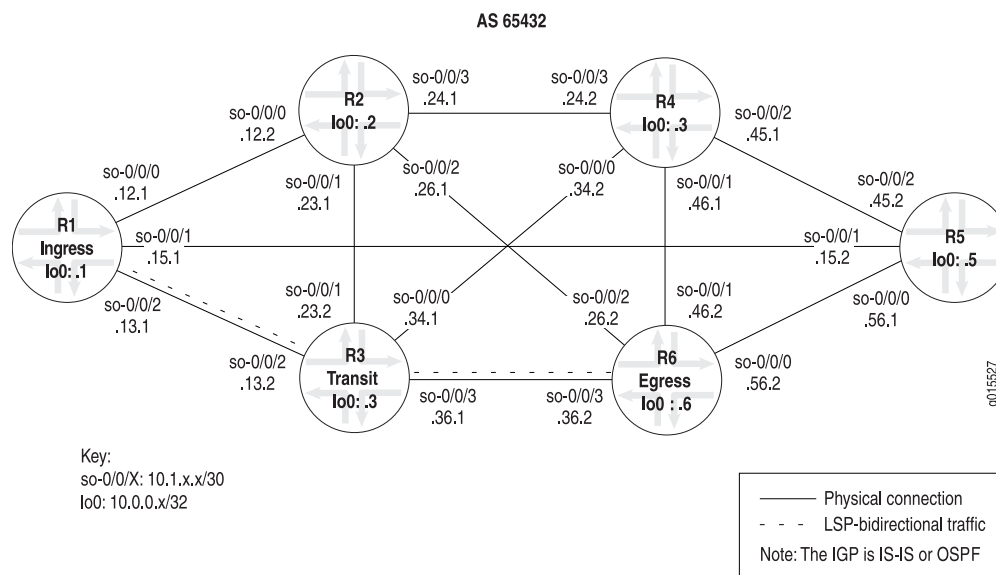 AS 65432
so-0/0/3
.24.1
so-0/0/3
.24.2
R2
lo0: .2
R4
lo0: .3
so-0/0/0
.12.2
so-0/0/2
.45.1
so-0/0/2
.26.1
so-0/0/0
.34.2
so-0/0/0
.12.1
so-0/0/1
.23.1
so-0/0/1
.46.1
so-0/0/2
.45.2
R1
Ingress
lo0: .1
so-0/0/1
.15.1
so-0/0/1
.15.2
R5
lo0: .5
so-0/0/2
.13.1
so-0/0/1
.23.2
so-0/0/0
.34.1
so-0/0/2
.26.2
so-0/0/1
.46.2
so-0/0/0
.56.1
so-0/0/2
.13.2
R3
Transit
lo0: .3
R6
Egress
lo0 : .6
so-0/0/0
.56.2
so-0/0/3
.36.1
so-0/0/3
.36.2
g015527
Key:
so-0/0/X: 10.1.x.x/30
lo0: 10.0.0.x/32
Physical connection
LSP-bidirectional traffic
Note: The IGP is IS-IS or OSPF